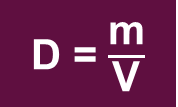 D = m/V